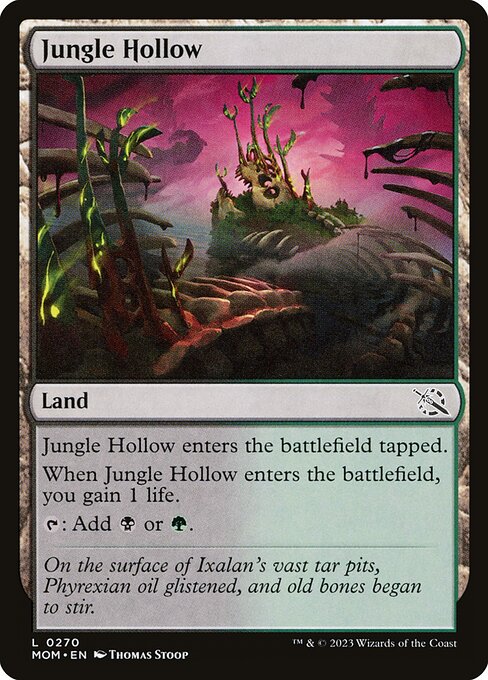 Jungle Hollow
Land
Jungle Hollow enters the battlefield tapped.
When Jungle Hollow enters the battlefield,
you gain 1 life.
: Add or .
On the surface of Ixalan's vast tar pits,
Phyrexian oil glistened, and old bones began
to stir.
L 0270
MOM • EN Thomas Stoop
™ & © 2023 Wizards of the Coast